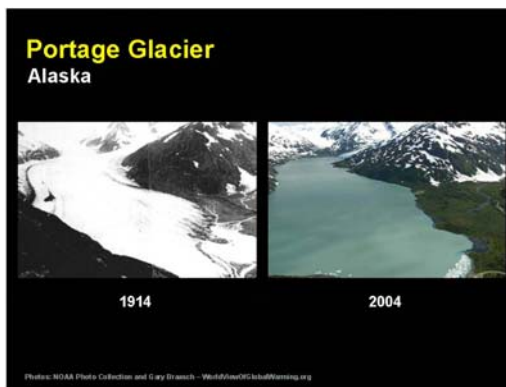 Portage Glacier
Alaska
1914
2004
Photos: NOAA Photo Collection and Gary Braasch – WorldViewOfGlobalWarming.org